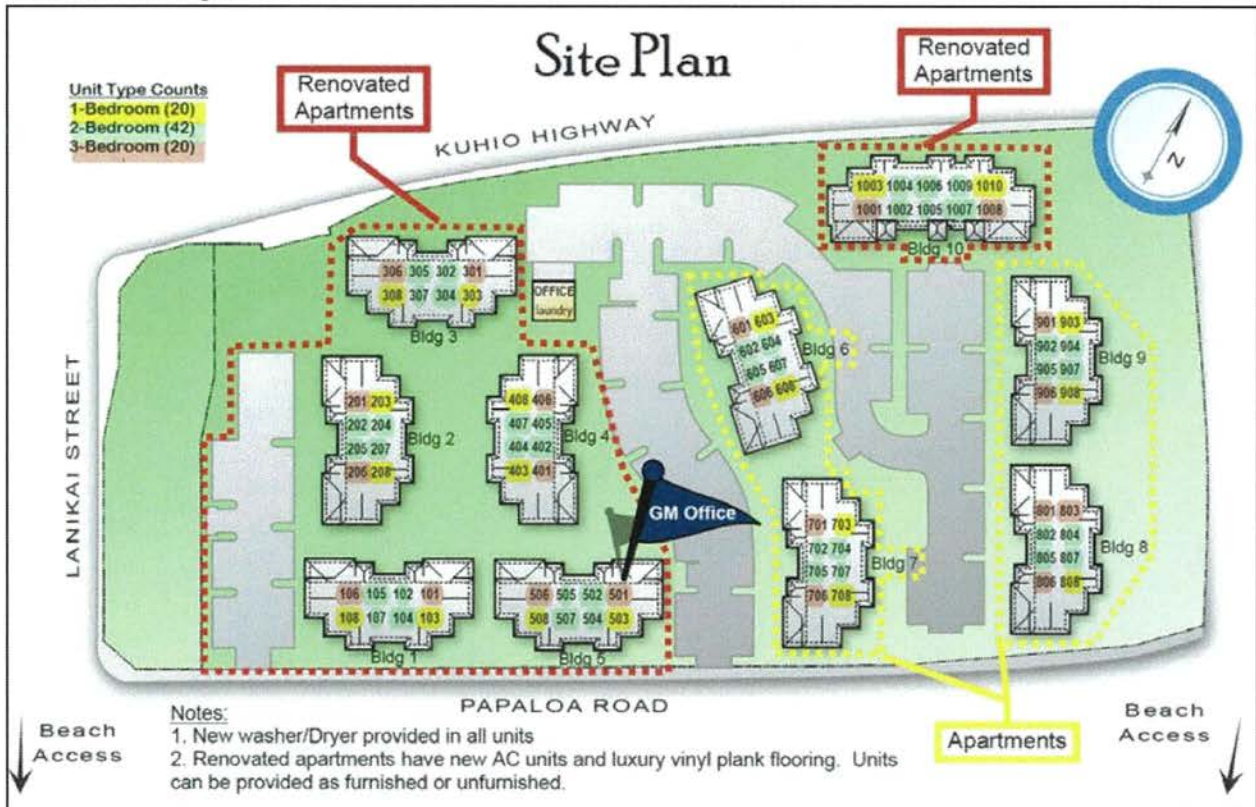 Site Plan
Unit Type Counts
1-Bedroom (20)
2-Bedroom (42)
3-Bedroom (20)
Renovated
Apartments
Renovated
Apartments
KUHIO HIGHWAY
N
1003 1004 1006 1009 1010
1001 1002 1005 1007 1008
Bldg 10
306 305 302 301
308 307 304 303
Bldg 3
OFFICE
laundry
601 603
602 604
605 607
606 608
Bldg 6
901 903
902 904
905 907
906 908
Bldg 9
LANIKAI STREET
201 203
202 204
205 207
206 208
Bldg 2
408 406
407 405
404 402
403 401
Bldg 4
GM Office
701 703
702 704
705 707
706 708
Bldg 7
801 803
802 804
805 807
806 808
Bldg 8
106 105 102 101
108 107 104 103
Bldg 1
506 505 502 501
508 507 504 503
Bldg 5
PAPALOA ROAD
Beach
Access
Notes:
1. New washer/Dryer provided in all units
2. Renovated apartments have new AC units and luxury vinyl plank flooring. Units
can be provided as furnished or unfurnished.
Apartments
Beach
Access